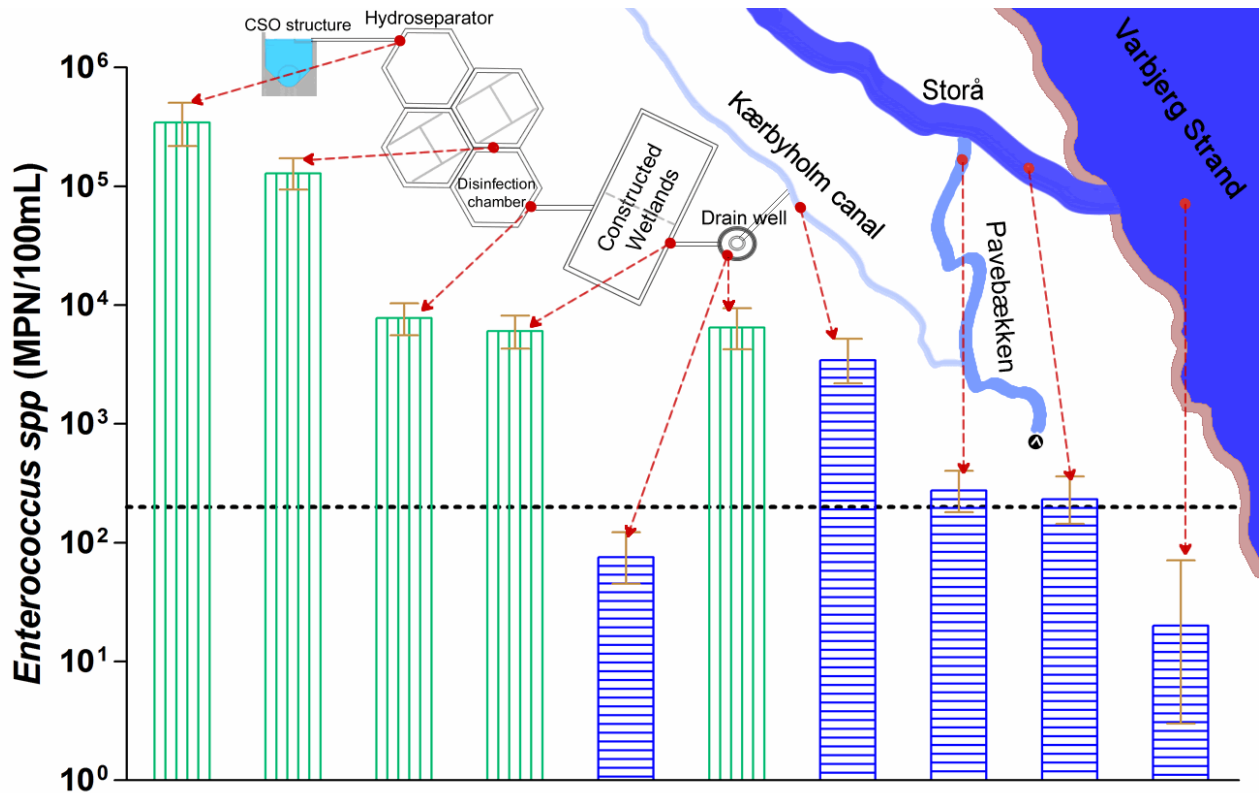 CSO structure
Hydroseparator
Disinfection
chamber
Constructed
Wetlands
Drain well
Kærbyholm canal
Storå
Pavebækken
Varbjerg Strand
Enterococcus spp (MPN/100mL)
10⁶
10⁵
10⁴
10³
10²
10¹
10⁰